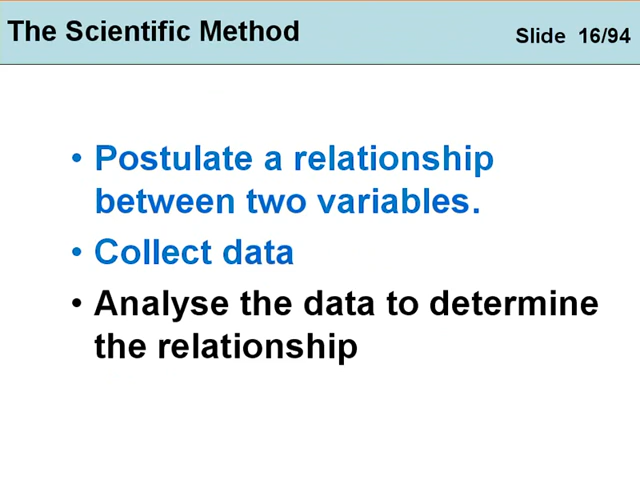 The Scientific Method
Slide 16/94
• Postulate a relationship
between two variables.
• Collect data
• Analyse the data to determine
the relationship